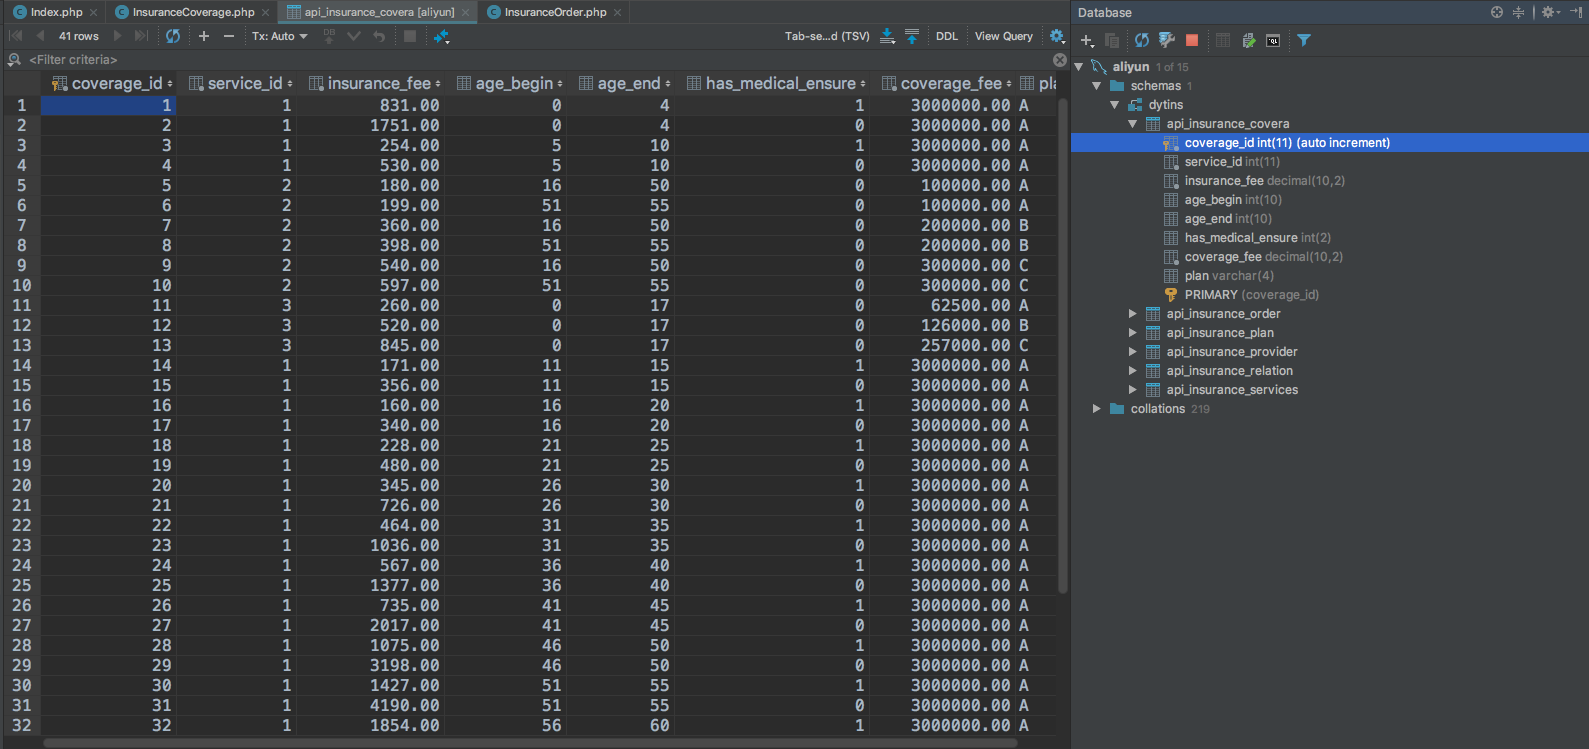 Index.php InsuranceCoverage.php api_insurance_covera [aliyun] InsuranceOrder.php
41 rows Tx: Auto DB Tab-se...d (TSV) DDL View Query
<Filter criteria>
coverage_id service_id insurance_fee age_begin age_end has_medical_ensure coverage_fee pla
1 1 1 831.00 0 4 1 3000000.00 A
2 2 1 1751.00 0 4 0 3000000.00 A
3 3 1 254.00 5 10 1 3000000.00 A
4 4 1 530.00 5 10 0 3000000.00 A
5 5 2 180.00 16 50 0 100000.00 A
6 6 2 199.00 51 55 0 100000.00 A
7 7 2 360.00 16 50 0 200000.00 B
8 8 2 398.00 51 55 0 200000.00 B
9 9 2 540.00 16 50 0 300000.00 C
10 10 2 597.00 51 55 0 300000.00 C
11 11 3 260.00 0 17 0 62500.00 A
12 12 3 520.00 0 17 0 126000.00 B
13 13 3 845.00 0 17 0 257000.00 C
14 14 1 171.00 11 15 1 3000000.00 A
15 15 1 356.00 11 15 0 3000000.00 A
16 16 1 160.00 16 20 1 3000000.00 A
17 17 1 340.00 16 20 0 3000000.00 A
18 18 1 228.00 21 25 1 3000000.00 A
19 19 1 480.00 21 25 0 3000000.00 A
20 20 1 345.00 26 30 1 3000000.00 A
21 21 1 726.00 26 30 0 3000000.00 A
22 22 1 464.00 31 35 1 3000000.00 A
23 23 1 1036.00 31 35 0 3000000.00 A
24 24 1 567.00 36 40 1 3000000.00 A
25 25 1 1377.00 36 40 0 3000000.00 A
26 26 1 735.00 41 45 1 3000000.00 A
27 27 1 2017.00 41 45 0 3000000.00 A
28 28 1 1075.00 46 50 1 3000000.00 A
29 29 1 3198.00 46 50 0 3000000.00 A
30 30 1 1427.00 51 55 1 3000000.00 A
31 31 1 4190.00 51 55 0 3000000.00 A
32 32 1 1854.00 56 60 1 3000000.00 A
Database
aliyun 1 of 15
schemas 1
dytins
api_insurance_covera
coverage_id int(11) (auto increment)
service_id int(11)
insurance_fee decimal(10,2)
age_begin int(10)
age_end int(10)
has_medical_ensure int(2)
coverage_fee decimal(10,2)
plan varchar(4)
PRIMARY (coverage_id)
api_insurance_order
api_insurance_plan
api_insurance_provider
api_insurance_relation
api_insurance_services
collations 219